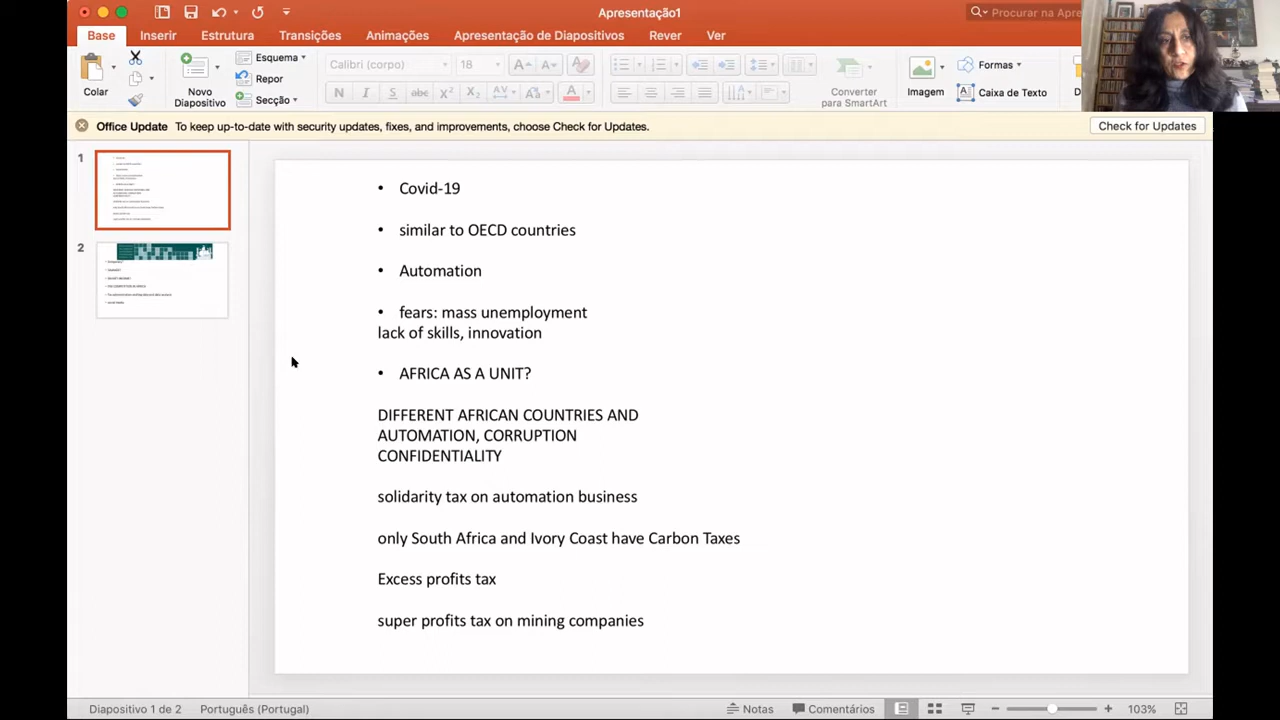 Apresentação1
Procurar na Apre
Base
Inserir
Estrutura
Transições
Animações
Apresentação de Diapositivos
Rever
Ver
Colar
Novo
Diapositivo
Esquema
Repor
Secção
Calibri (corpo)
18
N I S
Converter
para SmartArt
Imagem
Formas
Caixa de Texto
Office Update To keep up-to-date with security updates, fixes, and improvements, choose Check for Updates.
Check for Updates
1
2
• Covid-19
• similar to OECD countries
• Automation
• fears: mass unemployment
lack of skills, innovation
• AFRICA AS A UNIT?
DIFFERENT AFRICAN COUNTRIES AND
AUTOMATION, CORRUPTION
CONFIDENTIALITY
solidarity tax on automation business
only South Africa and Ivory Coast have Carbon Taxes
Excess profits tax
super profits tax on mining companies
Diapositivo 1 de 2
Português (Portugal)
Notas
Comentários
103%